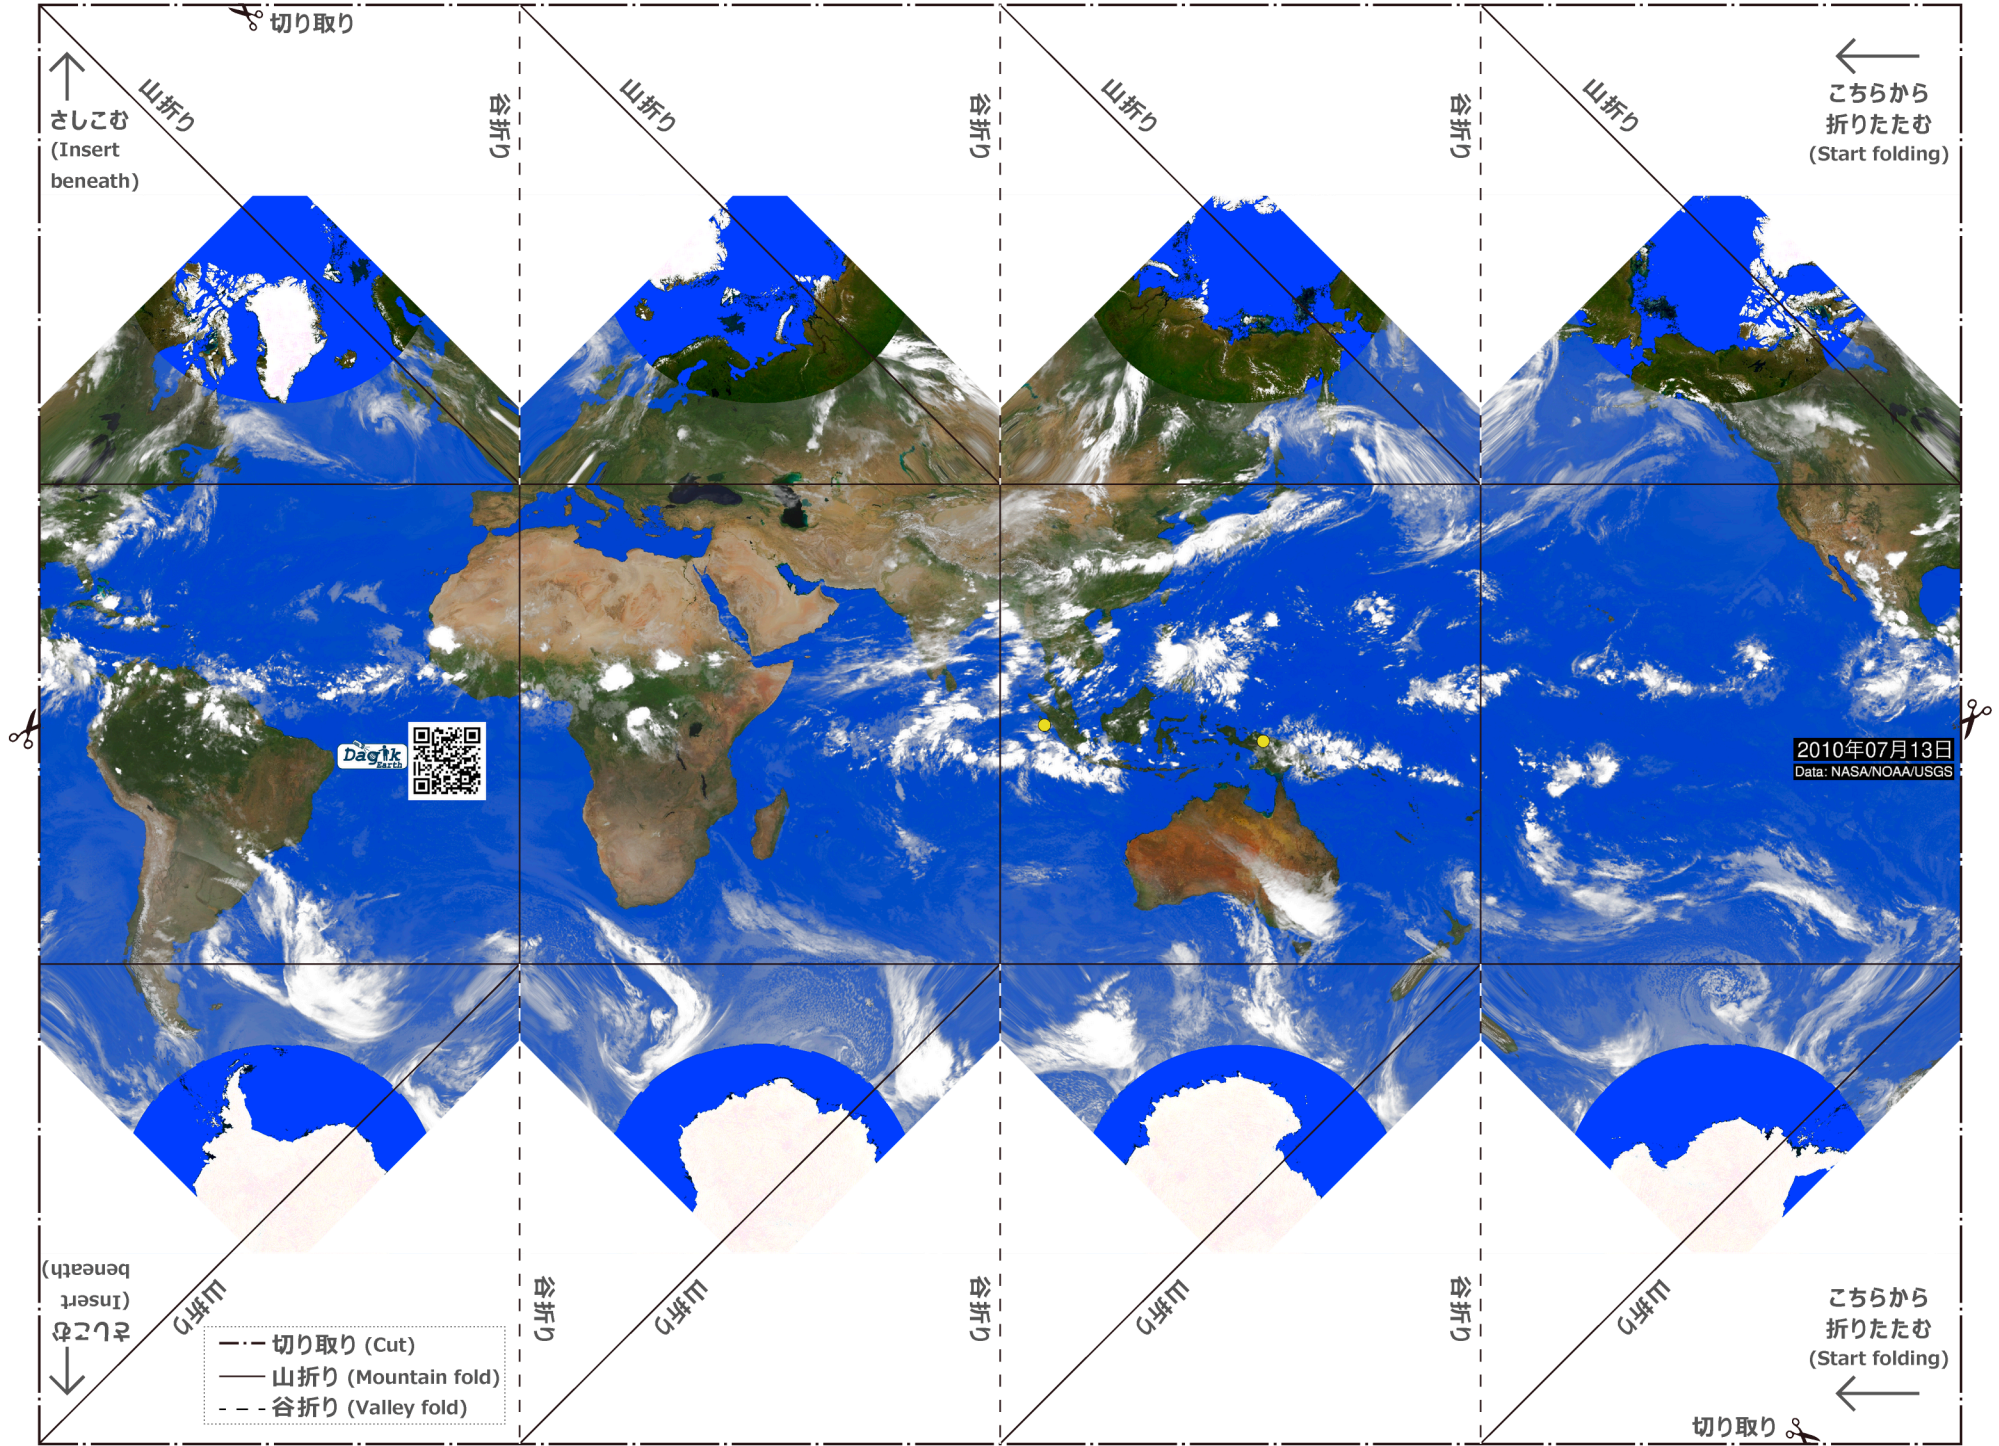 切り取り
山折り
山折り
山折り
山折り
さしこむ
(Insert
beneath)
谷折り
谷折り
谷折り
こちらから
折りたたむ
(Start folding)
Dagik
Earth
2010年07月13日
Data: NASA/NOAA/USGS
さしこむ
(Insert
beneath)
山折り
山折り
山折り
山折り
谷折り
谷折り
谷折り
こちらから
折りたたむ
(Start folding)
切り取り (Cut)
山折り (Mountain fold)
谷折り (Valley fold)
切り取り